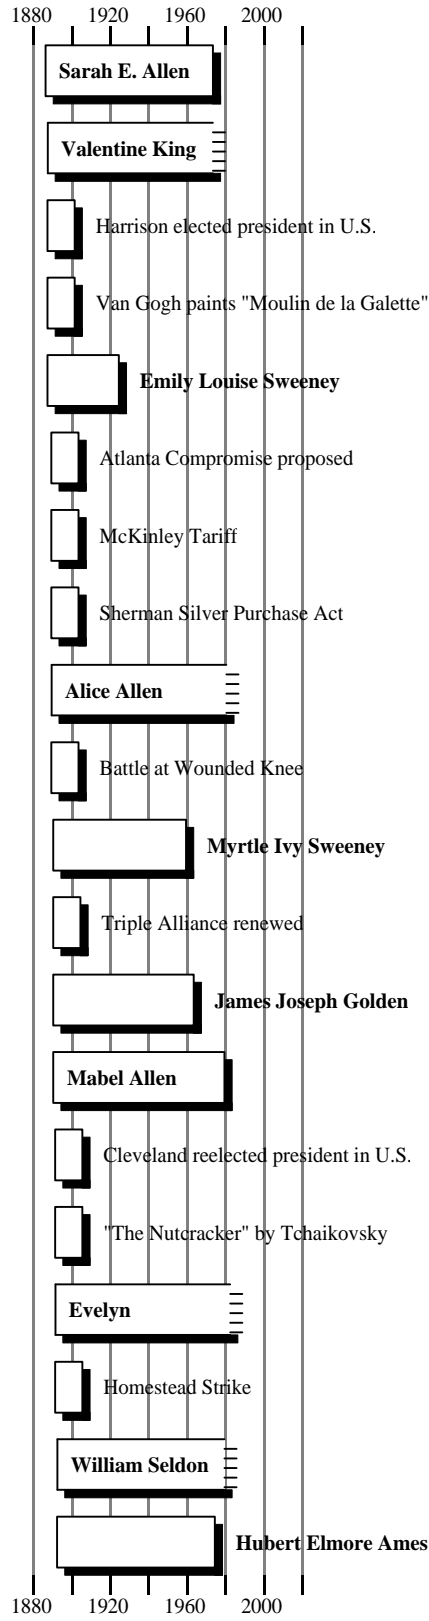 1880 1920 1960 2000
Sarah E. Allen
Valentine King
Harrison elected president in U.S.
Van Gogh paints "Moulin de la Galette"
Emily Louise Sweeney
Atlanta Compromise proposed
McKinley Tariff
Sherman Silver Purchase Act
Alice Allen
Battle at Wounded Knee
Myrtle Ivy Sweeney
Triple Alliance renewed
James Joseph Golden
Mabel Allen
Cleveland reelected president in U.S.
"The Nutcracker" by Tchaikovsky
Evelyn
Homestead Strike
William Seldon
Hubert Elmore Ames
1880 1920 1960 2000